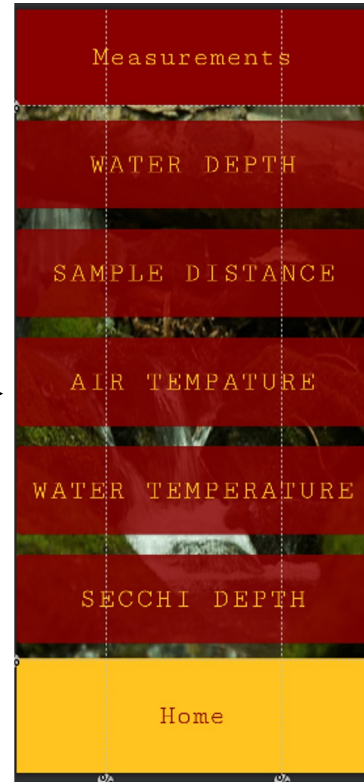 Measurements
WATER DEPTH
SAMPLE DISTANCE
AIR TEMPATURE
WATER TEMPERATURE
SECCHI DEPTH
Home